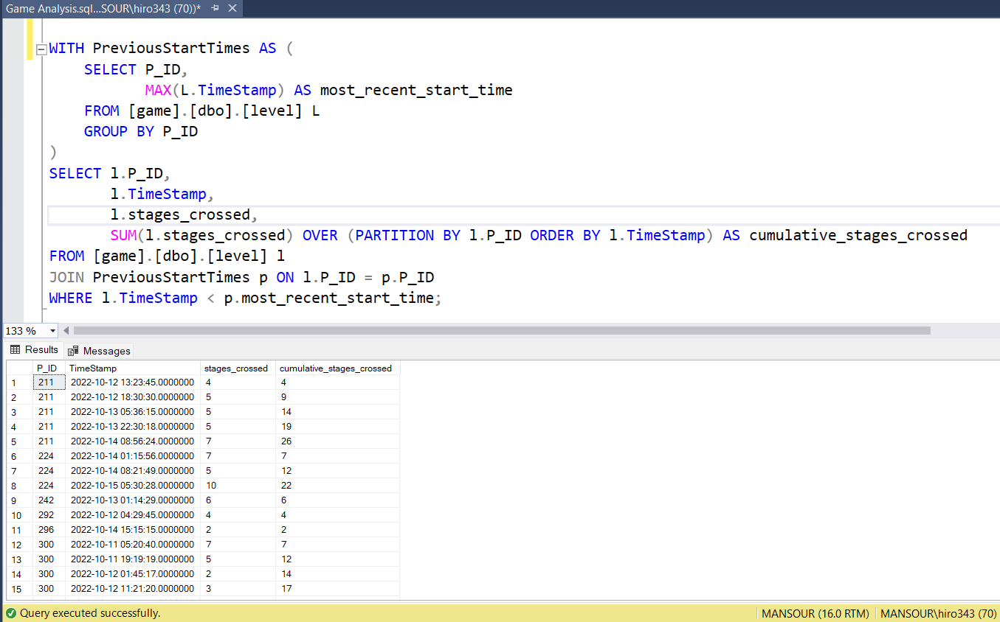 Game Analysis.sql...SOUR\hiro343 (70))*
WITH PreviousStartTimes AS (
SELECT P_ID,
MAX(L.TimeStamp) AS most_recent_start_time
FROM [game].[dbo].[level] L
GROUP BY P_ID
)
SELECT l.P_ID,
l.TimeStamp,
l.stages_crossed,
SUM(l.stages_crossed) OVER (PARTITION BY l.P_ID ORDER BY l.TimeStamp) AS cumulative_stages_crossed
FROM [game].[dbo].[level] l
JOIN PreviousStartTimes p ON l.P_ID = p.P_ID
WHERE l.TimeStamp < p.most_recent_start_time;
133 %
Results Messages
P_ID TimeStamp stages_crossed cumulative_stages_crossed
1 211 2022-10-12 13:23:45.0000000 4 4
2 211 2022-10-12 18:30:30.0000000 5 9
3 211 2022-10-13 05:36:15.0000000 5 14
4 211 2022-10-13 22:30:18.0000000 5 19
5 211 2022-10-14 08:56:24.0000000 7 26
6 224 2022-10-14 01:15:56.0000000 7 7
7 224 2022-10-14 08:21:49.0000000 5 12
8 224 2022-10-15 05:30:28.0000000 10 22
9 242 2022-10-13 01:14:29.0000000 6 6
10 292 2022-10-12 04:29:45.0000000 4 4
11 296 2022-10-14 15:15:15.0000000 2 2
12 300 2022-10-11 05:20:40.0000000 7 7
13 300 2022-10-11 19:19:19.0000000 5 12
14 300 2022-10-12 01:45:17.0000000 2 14
15 300 2022-10-12 11:21:20.0000000 3 17
Query executed successfully. MANSOUR (16.0 RTM) MANSOUR\hiro343 (70)